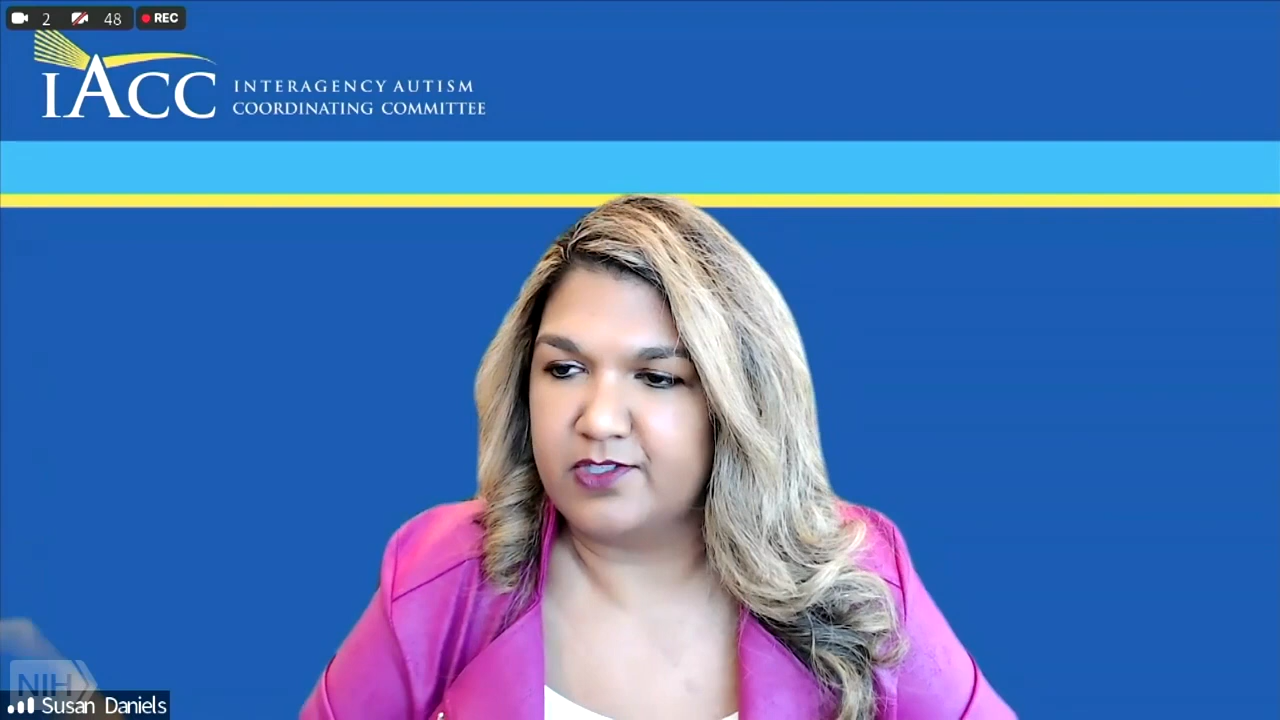 2 48 REC
IACC INTERAGENCY AUTISM
COORDINATING COMMITTEE
NIH
Susan Daniels